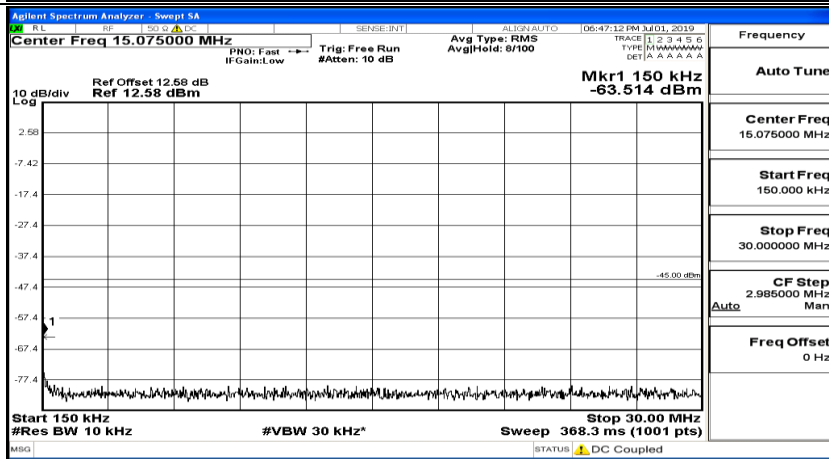 Agilent Spectrum Analyzer - Swept SA
LXI RL RF 50 Ω DC SENSE:INT ALIGN AUTO 06:47:12 PM Jul 01, 2019
Center Freq 15.075000 MHz
PNO: Fast
IFGain:Low
Trig: Free Run
#Atten: 10 dB
Avg Type: RMS
Avg|Hold: 8/100
TRACE 1 2 3 4 5 6
TYPE M WWWWW
DET A A A A A A
Frequency
Ref Offset 12.58 dB
10 dB/div Ref 12.58 dBm
Log
Mkr1 150 kHz
-63.514 dBm
2.58
-7.42
-17.4
-27.4
-37.4
-47.4
-57.4
-67.4
-77.4
-45.00 dBm
1
Start 150 kHz Stop 30.00 MHz
#Res BW 10 kHz #VBW 30 kHz* Sweep 368.3 ms (1001 pts)
MSG STATUS DC Coupled
Auto Tune
Center Freq
15.075000 MHz
Start Freq
150.000 kHz
Stop Freq
30.000000 MHz
CF Step
2.985000 MHz
Auto Man
Freq Offset
0 Hz